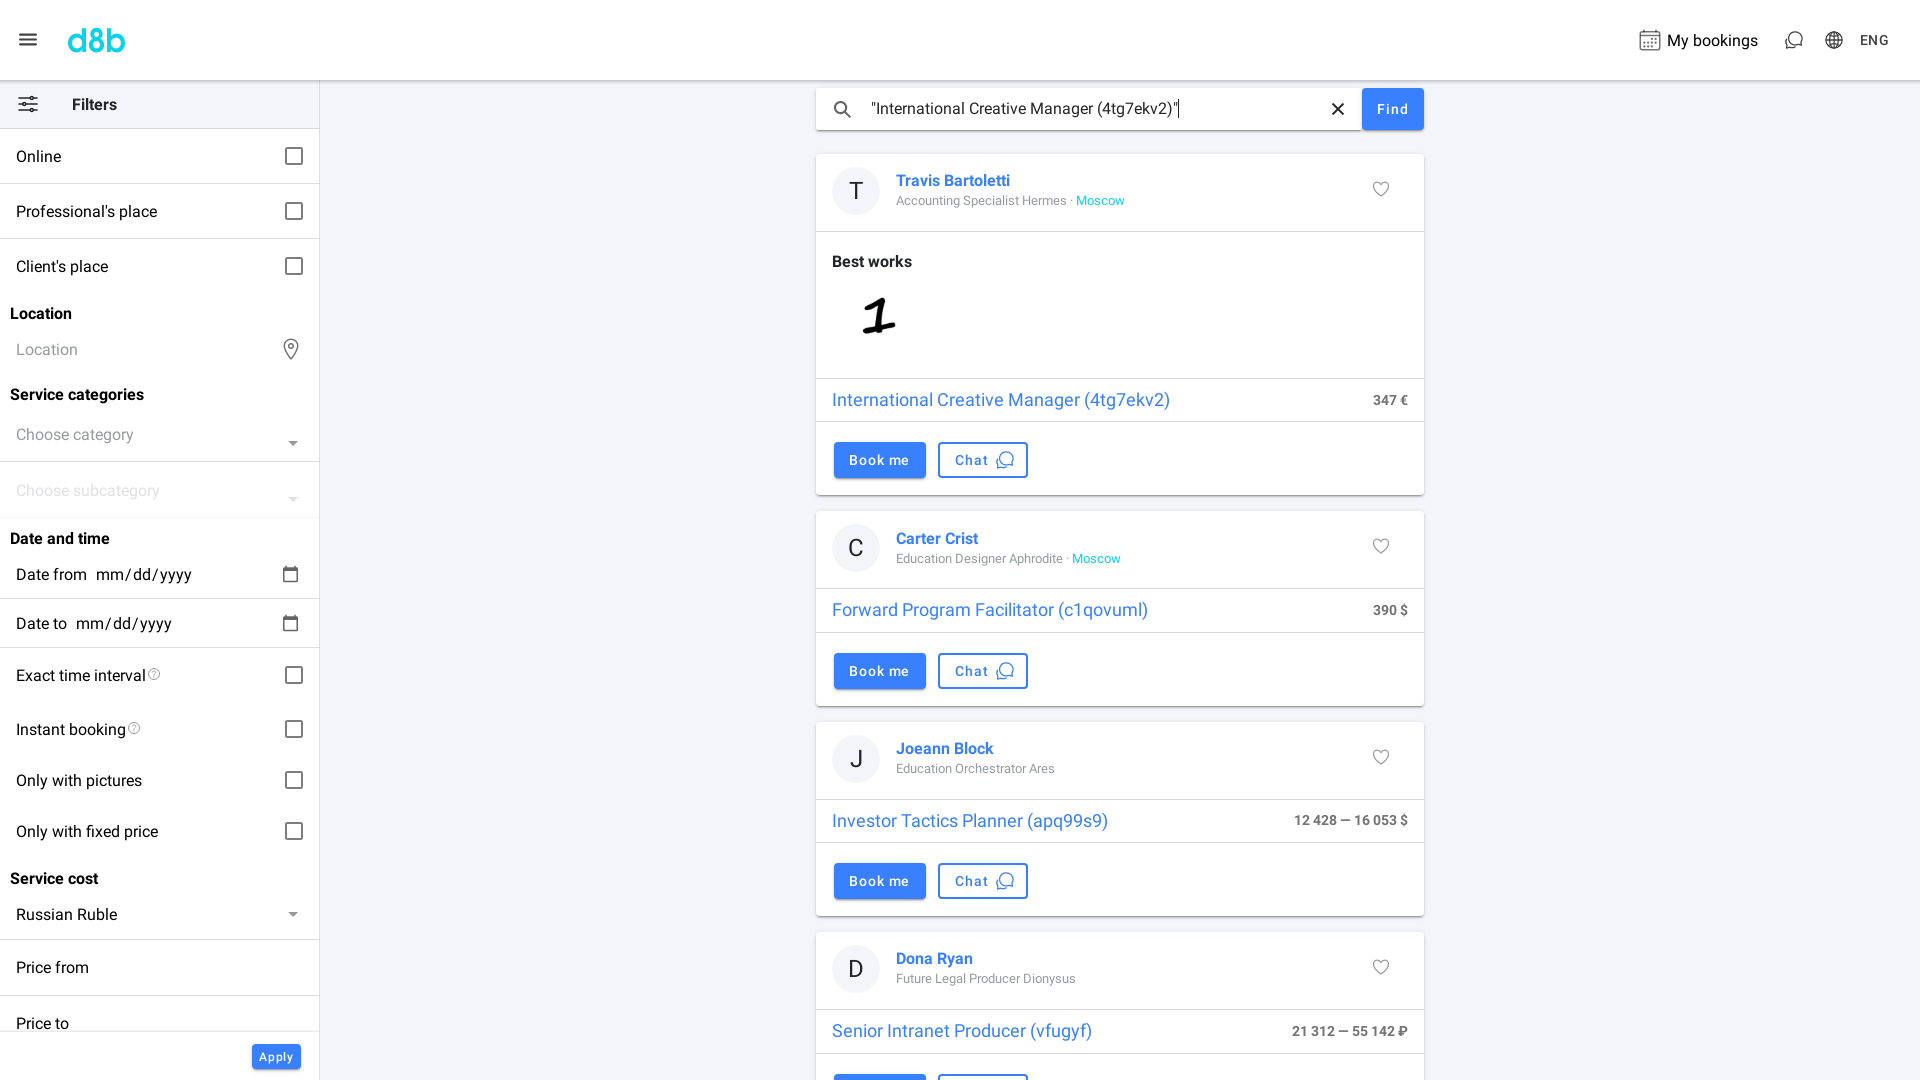 d8b
My bookings
ENG
Filters
Online
Professional's place
Client's place
Location
Location
Service categories
Choose category
Choose subcategory
Date and time
Date from mm/dd/yyyy
Date to mm/dd/yyyy
Exact time interval
Instant booking
Only with pictures
Only with fixed price
Service cost
Russian Ruble
Price from
Price to
Apply
"International Creative Manager (4tg7ekv2)"
Find
T
Travis Bartoletti
Accounting Specialist Hermes · Moscow
Best works
1
International Creative Manager (4tg7ekv2)
347 €
Book me
Chat
C
Carter Crist
Education Designer Aphrodite · Moscow
Forward Program Facilitator (c1qovuml)
390 $
Book me
Chat
J
Joeann Block
Education Orchestrator Ares
Investor Tactics Planner (apq99s9)
12 428 — 16 053 $
Book me
Chat
D
Dona Ryan
Future Legal Producer Dionysus
Senior Intranet Producer (vfugyf)
21 312 — 55 142 ₽